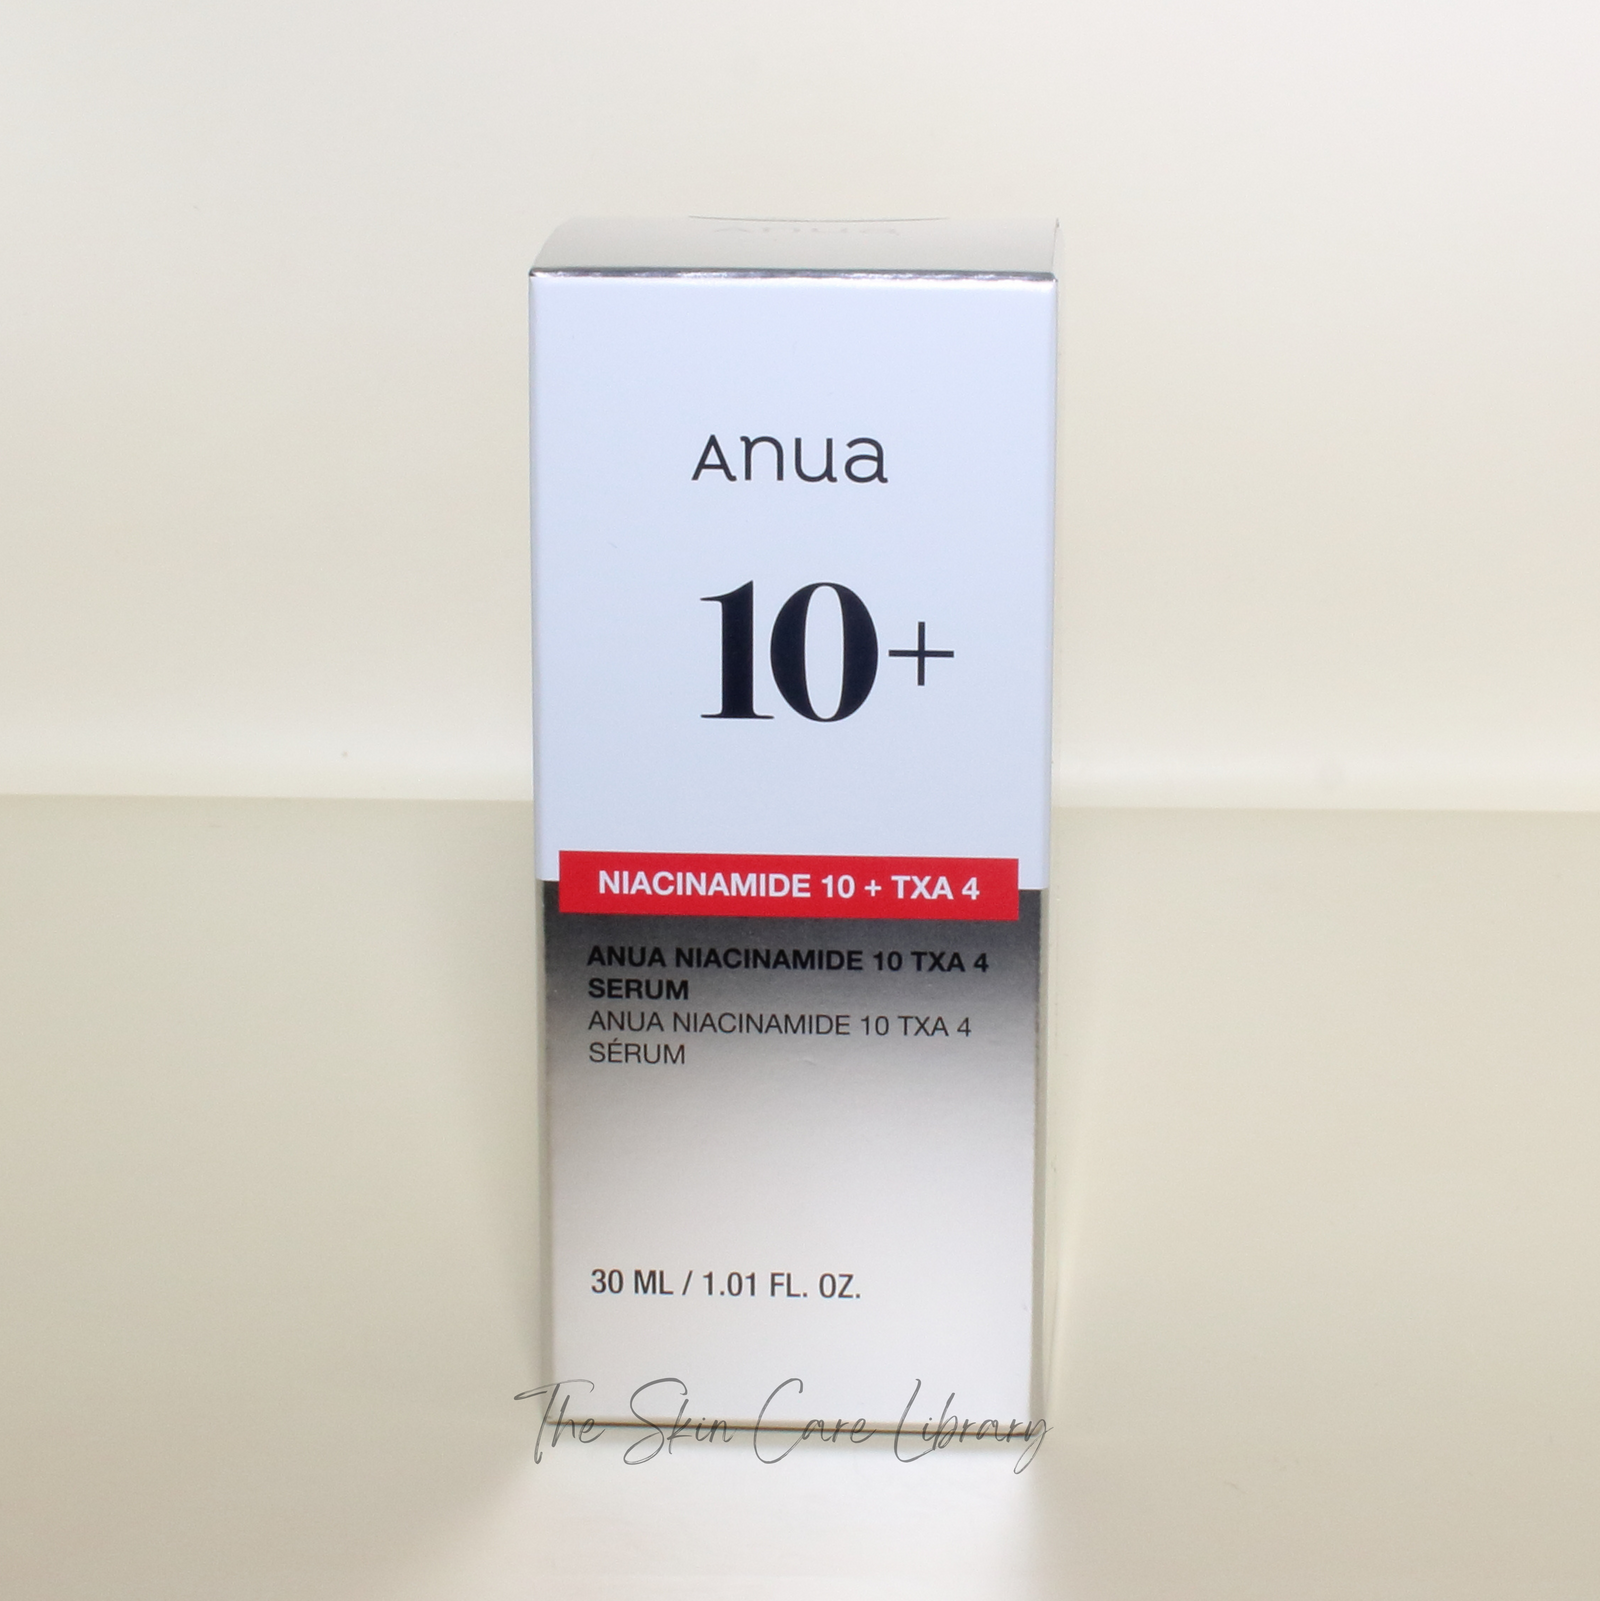 Anua
10+
NIACINAMIDE 10 + TXA 4
ANUA NIACINAMIDE 10 TXA 4
SERUM
ANUA NIACINAMIDE 10 TXA 4
SÉRUM
30 ML / 1.01 FL. OZ.
The Skin Care Library